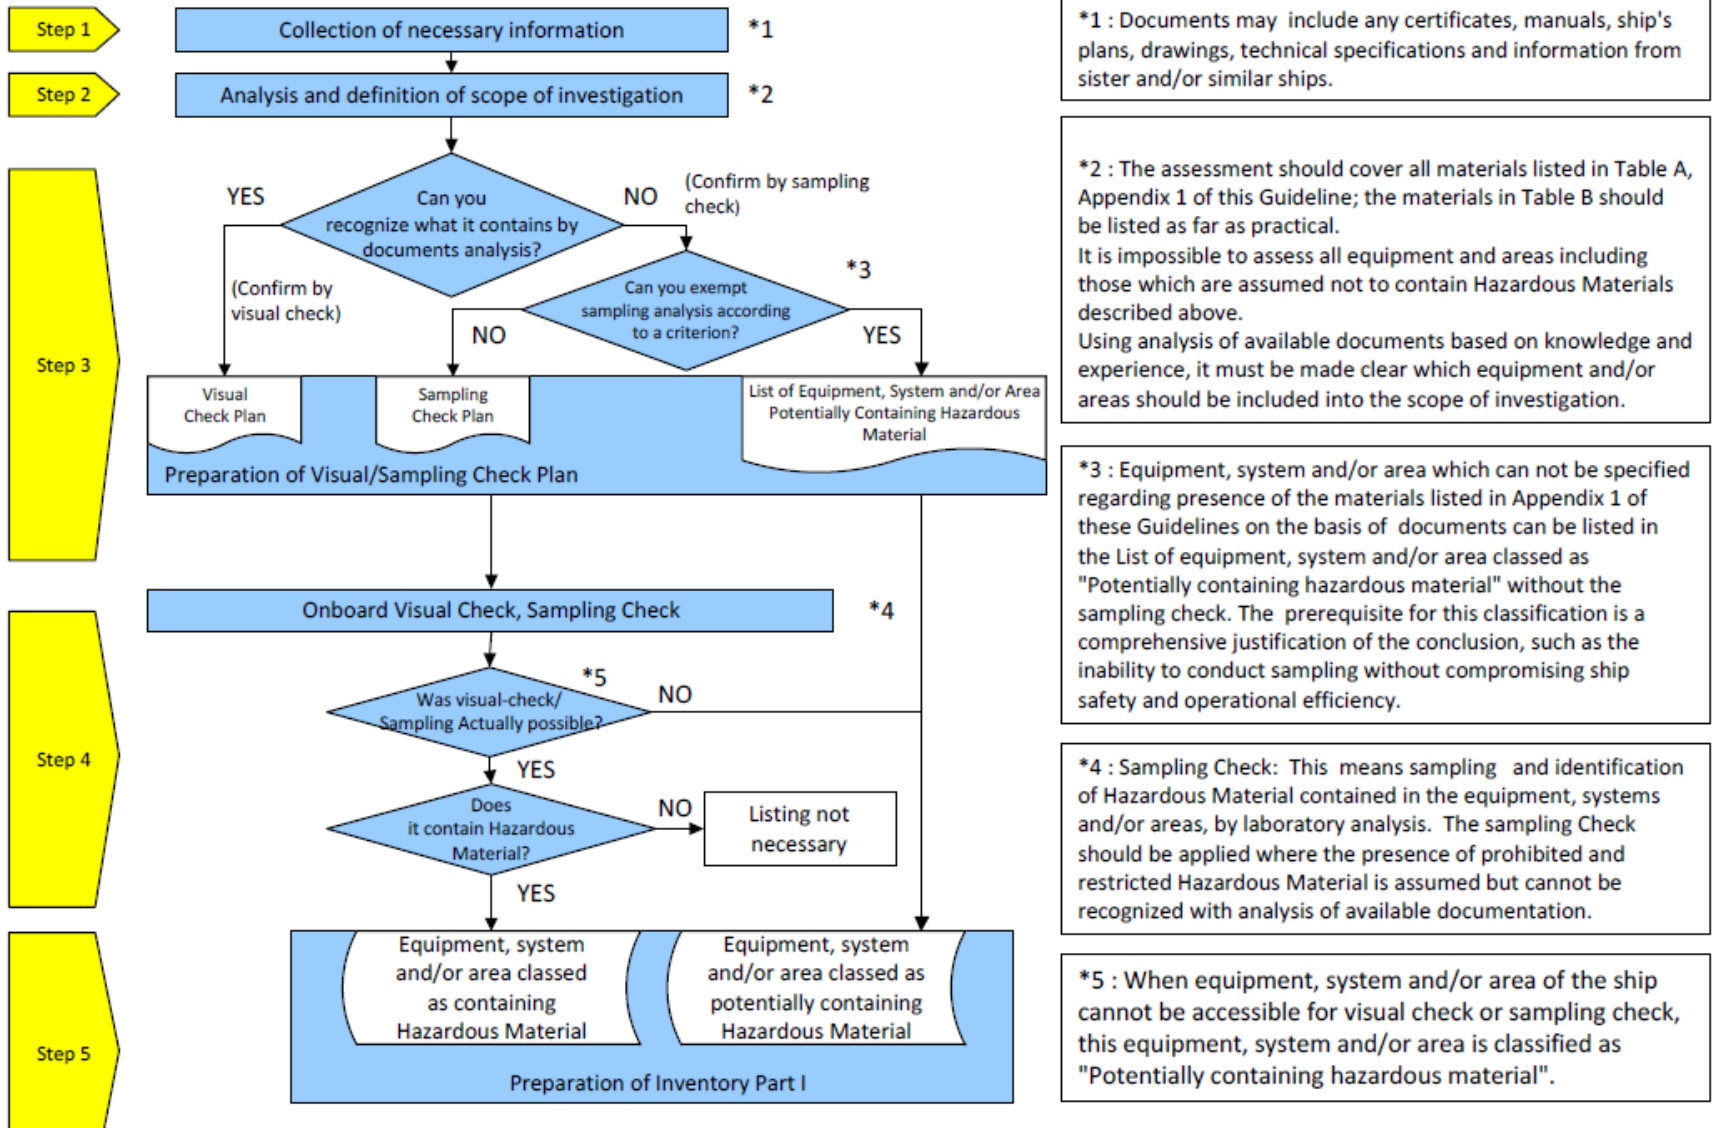 Step 1
Collection of necessary information
*1
Step 2
Analysis and definition of scope of investigation
*2
Step 3
YES
Can you
recognize what it contains by
documents analysis?
NO
(Confirm by sampling
check)
(Confirm by
visual check)
*3
Can you exempt
sampling analysis according
to a criterion?
NO
YES
Visual
Check Plan
Sampling
Check Plan
List of Equipment, System and/or Area
Potentially Containing Hazardous
Material
Preparation of Visual/Sampling Check Plan
Step 4
Onboard Visual Check, Sampling Check
*4
*5
Was visual-check/
Sampling Actually possible?
NO
YES
Does
it contain Hazardous
Material?
NO
Listing not
necessary
YES
Step 5
Equipment, system
and/or area classed
as containing
Hazardous Material
Equipment, system
and/or area classed as
potentially containing
Hazardous Material
Preparation of Inventory Part I
*1 : Documents may include any certificates, manuals, ship's
plans, drawings, technical specifications and information from
sister and/or similar ships.
*2 : The assessment should cover all materials listed in Table A,
Appendix 1 of this Guideline; the materials in Table B should
be listed as far as practical.
It is impossible to assess all equipment and areas including
those which are assumed not to contain Hazardous Materials
described above.
Using analysis of available documents based on knowledge and
experience, it must be made clear which equipment and/or
areas should be included into the scope of investigation.
*3 : Equipment, system and/or area which can not be specified
regarding presence of the materials listed in Appendix 1 of
these Guidelines on the basis of documents can be listed in
the List of equipment, system and/or area classed as
"Potentially containing hazardous material" without the
sampling check. The prerequisite for this classification is a
comprehensive justification of the conclusion, such as the
inability to conduct sampling without compromising ship
safety and operational efficiency.
*4 : Sampling Check: This means sampling and identification
of Hazardous Material contained in the equipment, systems
and/or areas, by laboratory analysis. The sampling Check
should be applied where the presence of prohibited and
restricted Hazardous Material is assumed but cannot be
recognized with analysis of available documentation.
*5 : When equipment, system and/or area of the ship
cannot be accessible for visual check or sampling check,
this equipment, system and/or area is classified as
"Potentially containing hazardous material".